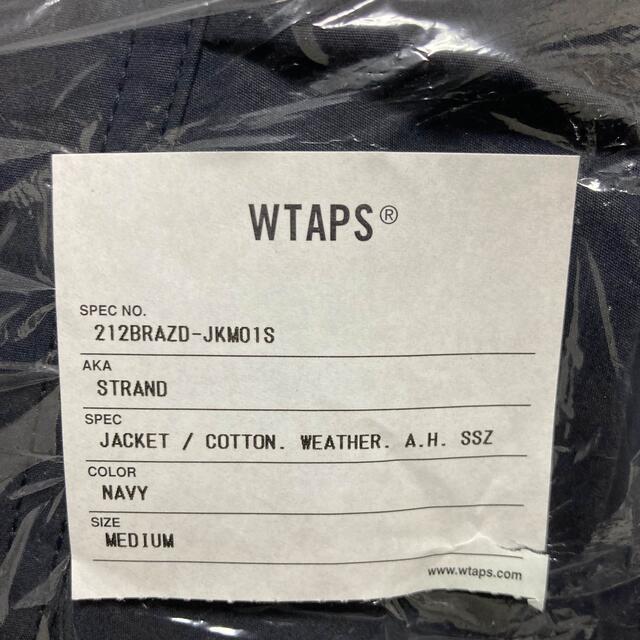 WTAPS®
SPEC NO.
212BRAZD-JKM01S
AKA
STRAND
SPEC
JACKET / COTTON. WEATHER. A.H. SSZ
COLOR
NAVY
SIZE
MEDIUM
www.wtaps.com